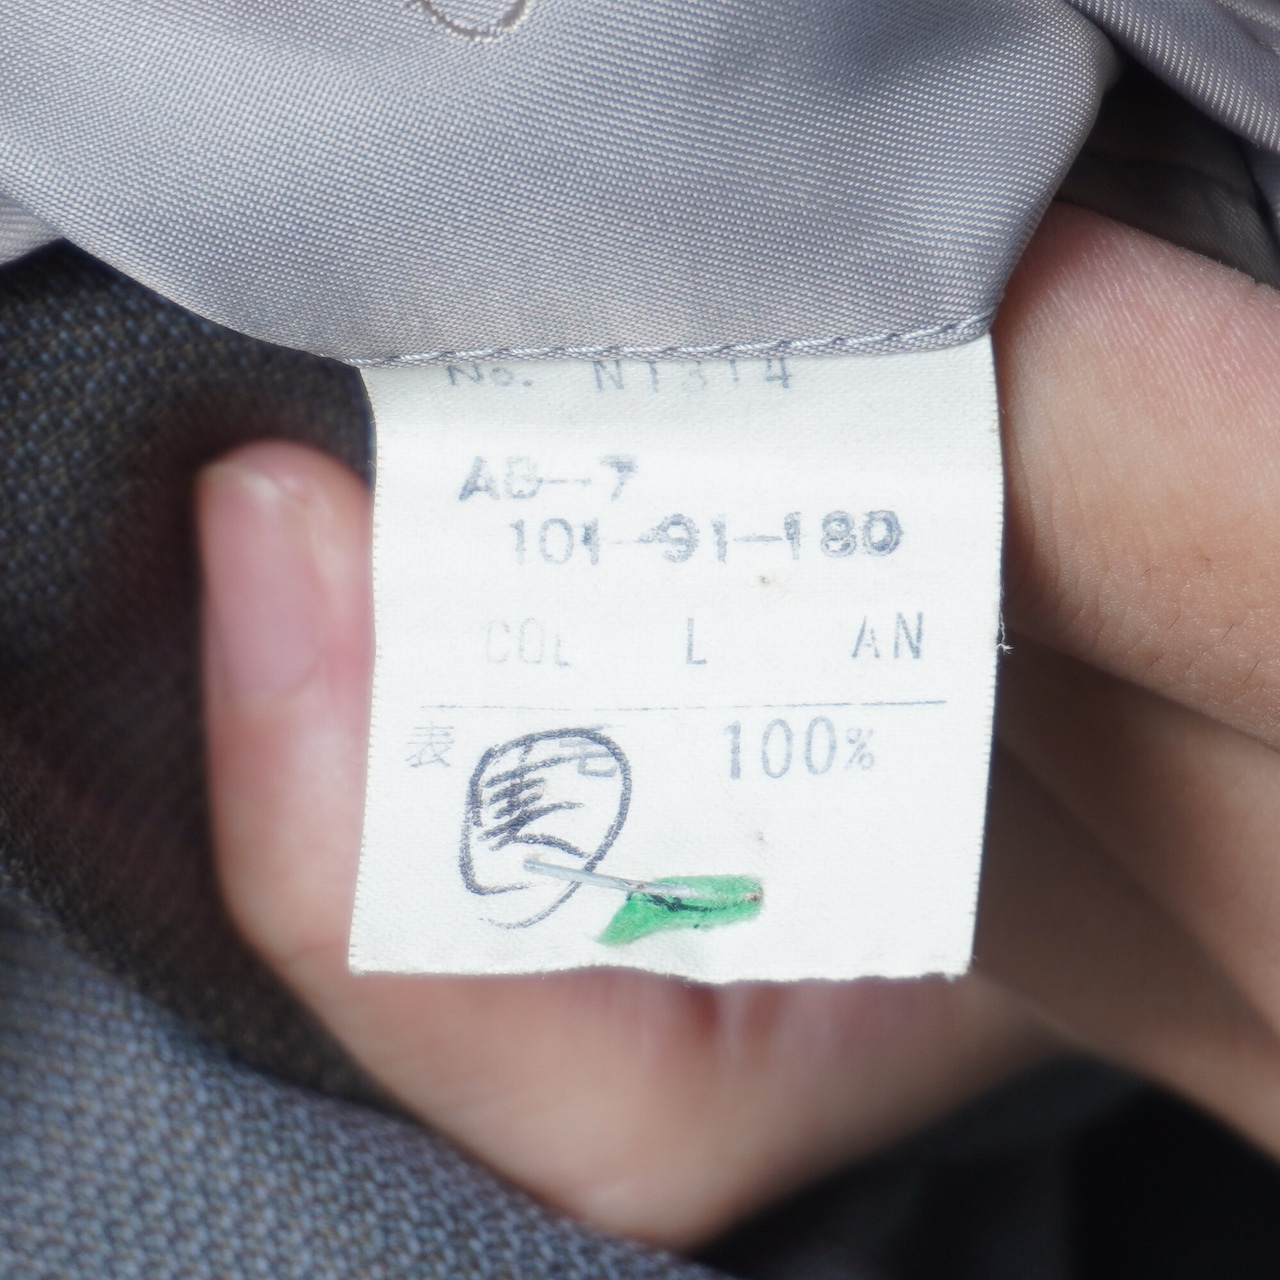 No. N1314
AB-7
101-91-180
COL L AN
表 毛 100%